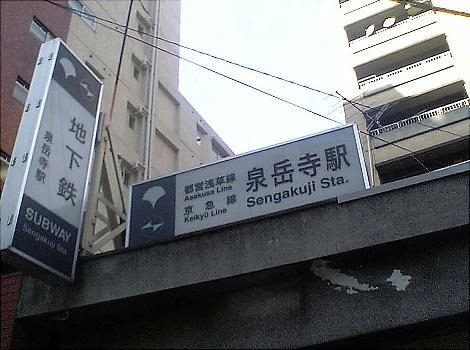 地下鉄
泉岳寺駅
SUBWAY
Sengakuji Sta.
都営浅草線
Asakusa Line
京急線
Keikyū Line
泉岳寺駅
Sengakuji Sta.